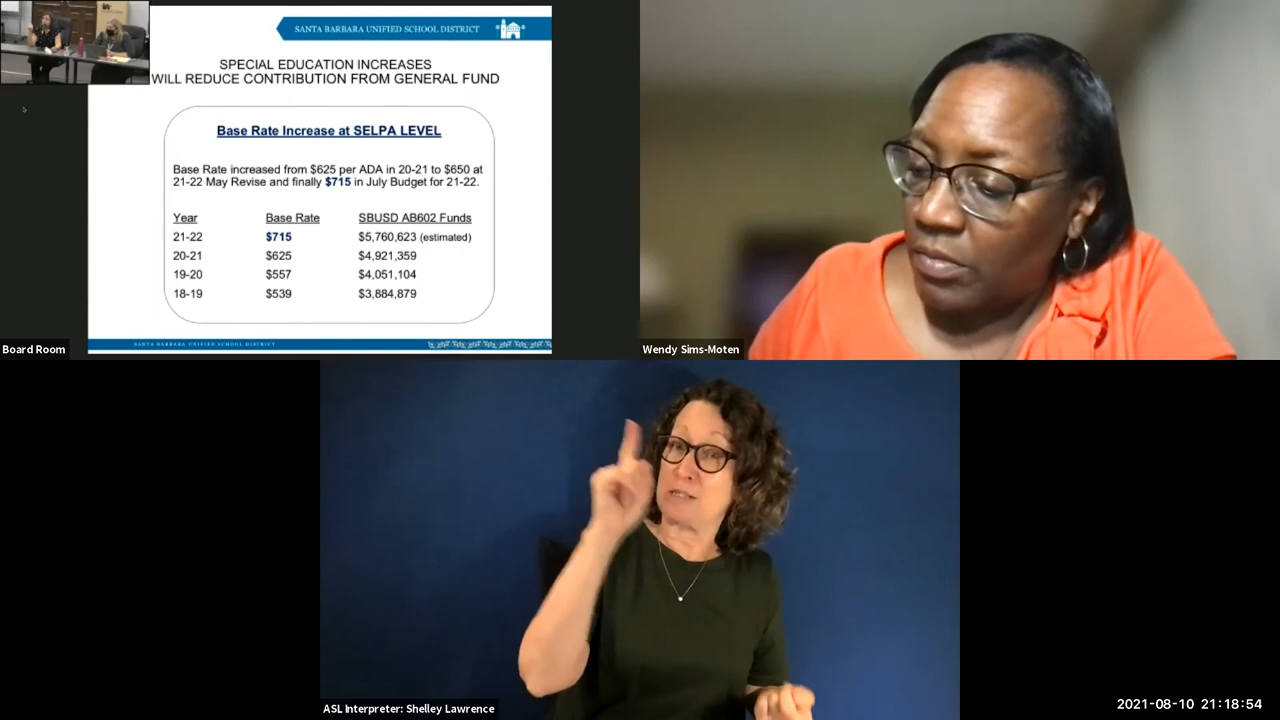 SANTA BARBARA UNIFIED SCHOOL DISTRICT
SPECIAL EDUCATION INCREASES
WILL REDUCE CONTRIBUTION FROM GENERAL FUND
Base Rate Increase at SELPA LEVEL
Base Rate increased from $625 per ADA in 20-21 to $650 at
21-22 May Revise and finally $715 in July Budget for 21-22.
Year Base Rate SBUSD AB602 Funds
21-22 $715 $5,760,623 (estimated)
20-21 $625 $4,921,359
19-20 $557 $4,051,104
18-19 $539 $3,884,879
SANTA BARBARA UNIFIED SCHOOL DISTRICT
Board Room
Wendy Sims-Moten
ASL Interpreter: Shelley Lawrence
2021-08-10 21:18:54